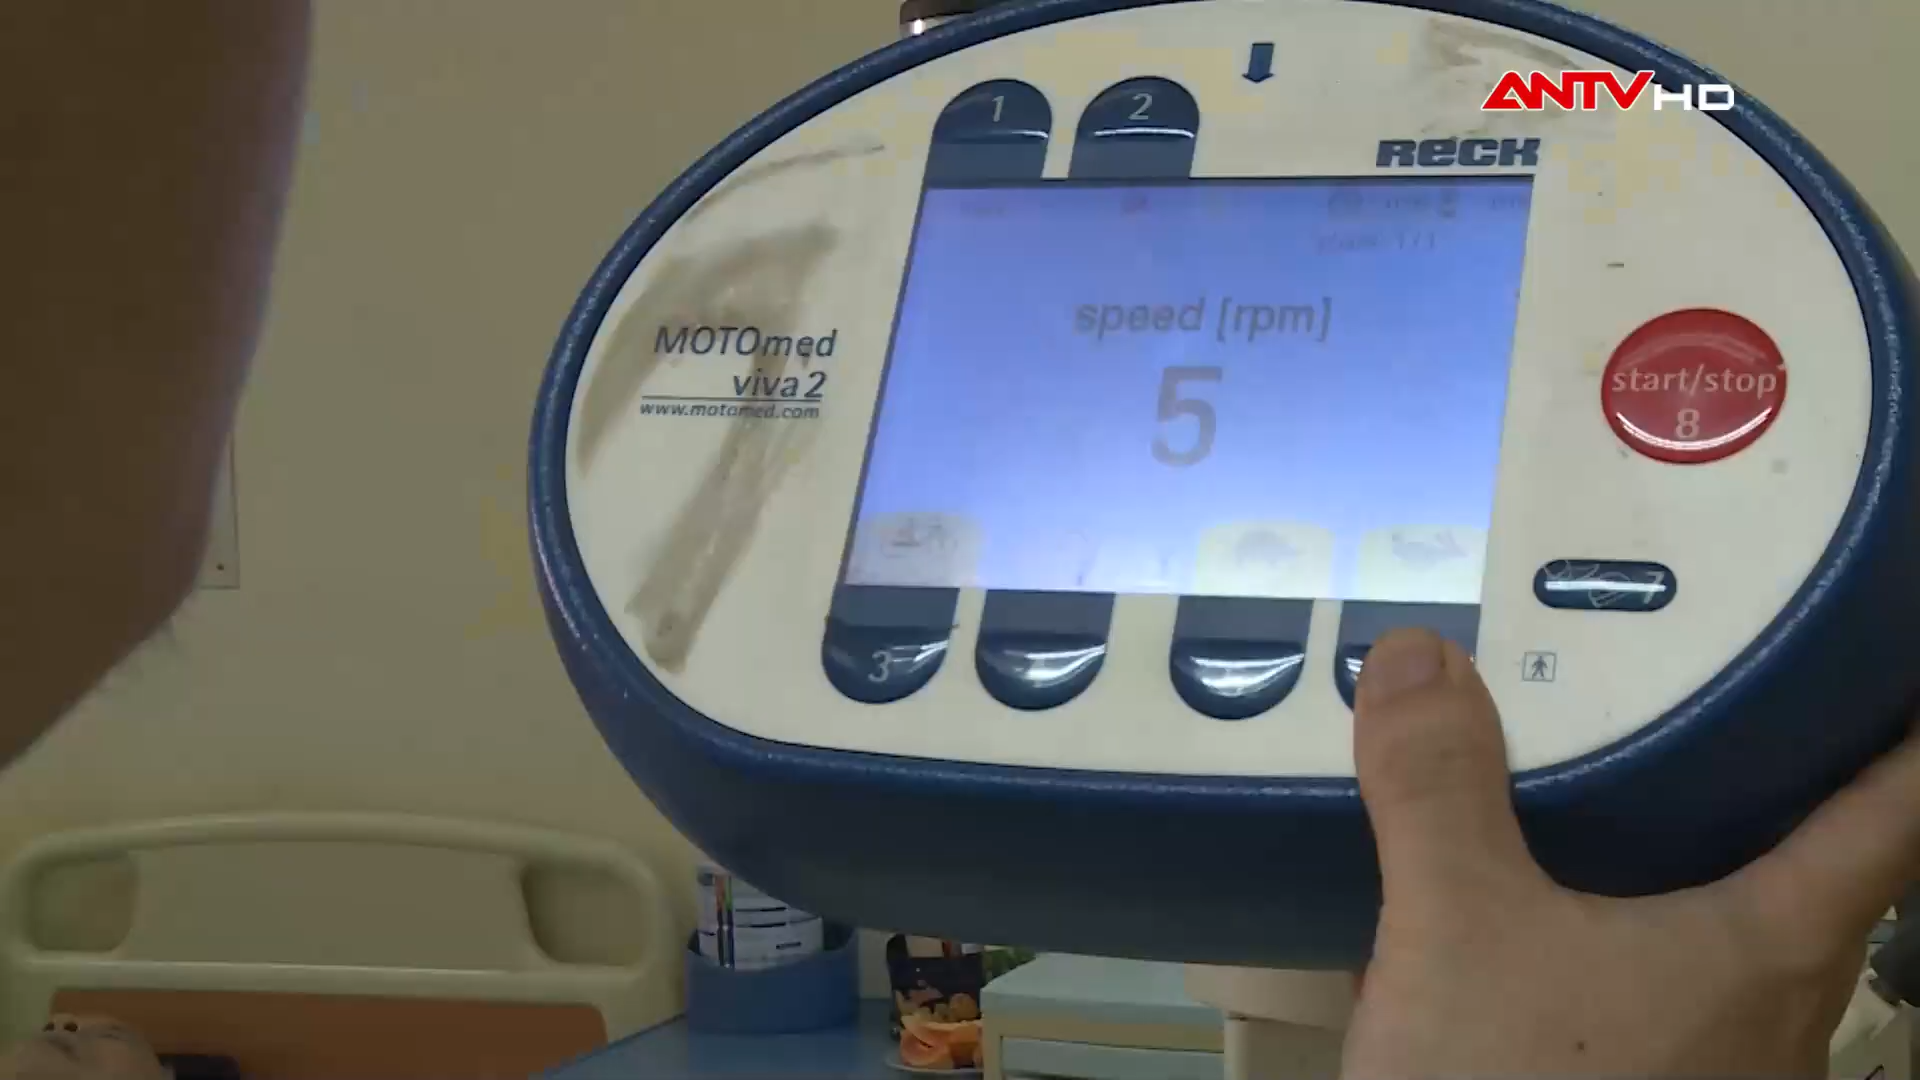 ANTV HD
1
2
RECK
MOTOmed
viva2
www.motomed.com
speed [rpm]
5
start/stop
8
7
3